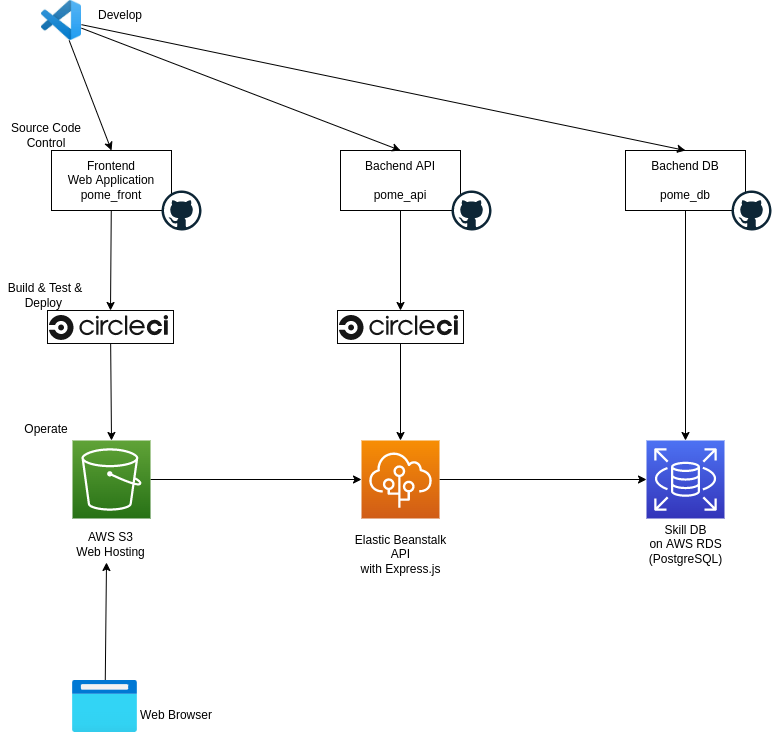 Develop
Source Code
Control
Frontend
Web Application
pome_front
Bachend API
pome_api
Bachend DB
pome_db
Build & Test &
Deploy
circleci
circleci
Operate
AWS S3
Web Hosting
Elastic Beanstalk
API
with Express.js
Skill DB
on AWS RDS
(PostgreSQL)
Web Browser